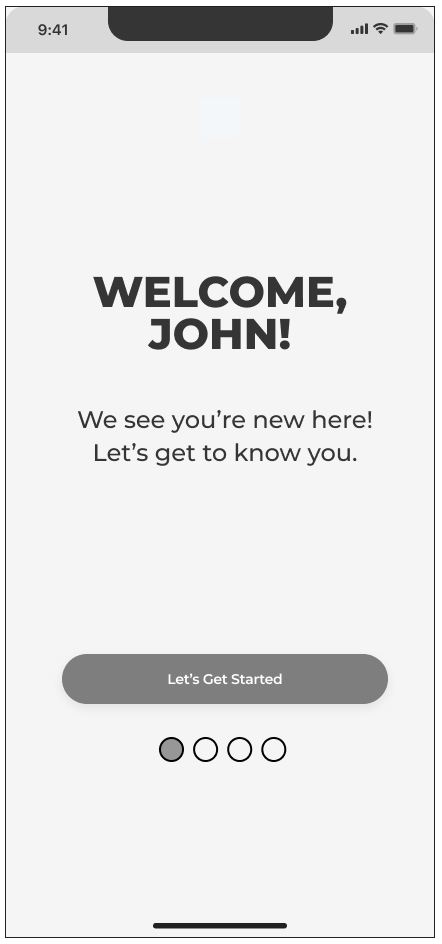 9:41
WELCOME,
JOHN!
We see you’re new here!
Let’s get to know you.
Let’s Get Started